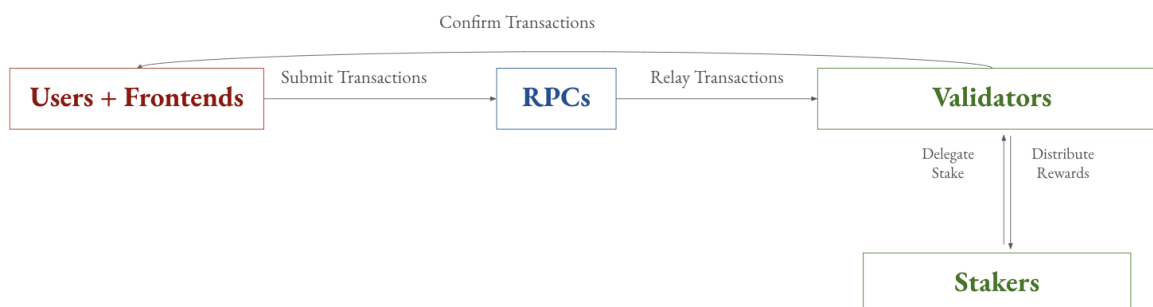 Confirm Transactions
Submit Transactions
Relay Transactions
Users + Frontends
RPCs
Validators
Delegate
Stake
Distribute
Rewards
Stakers